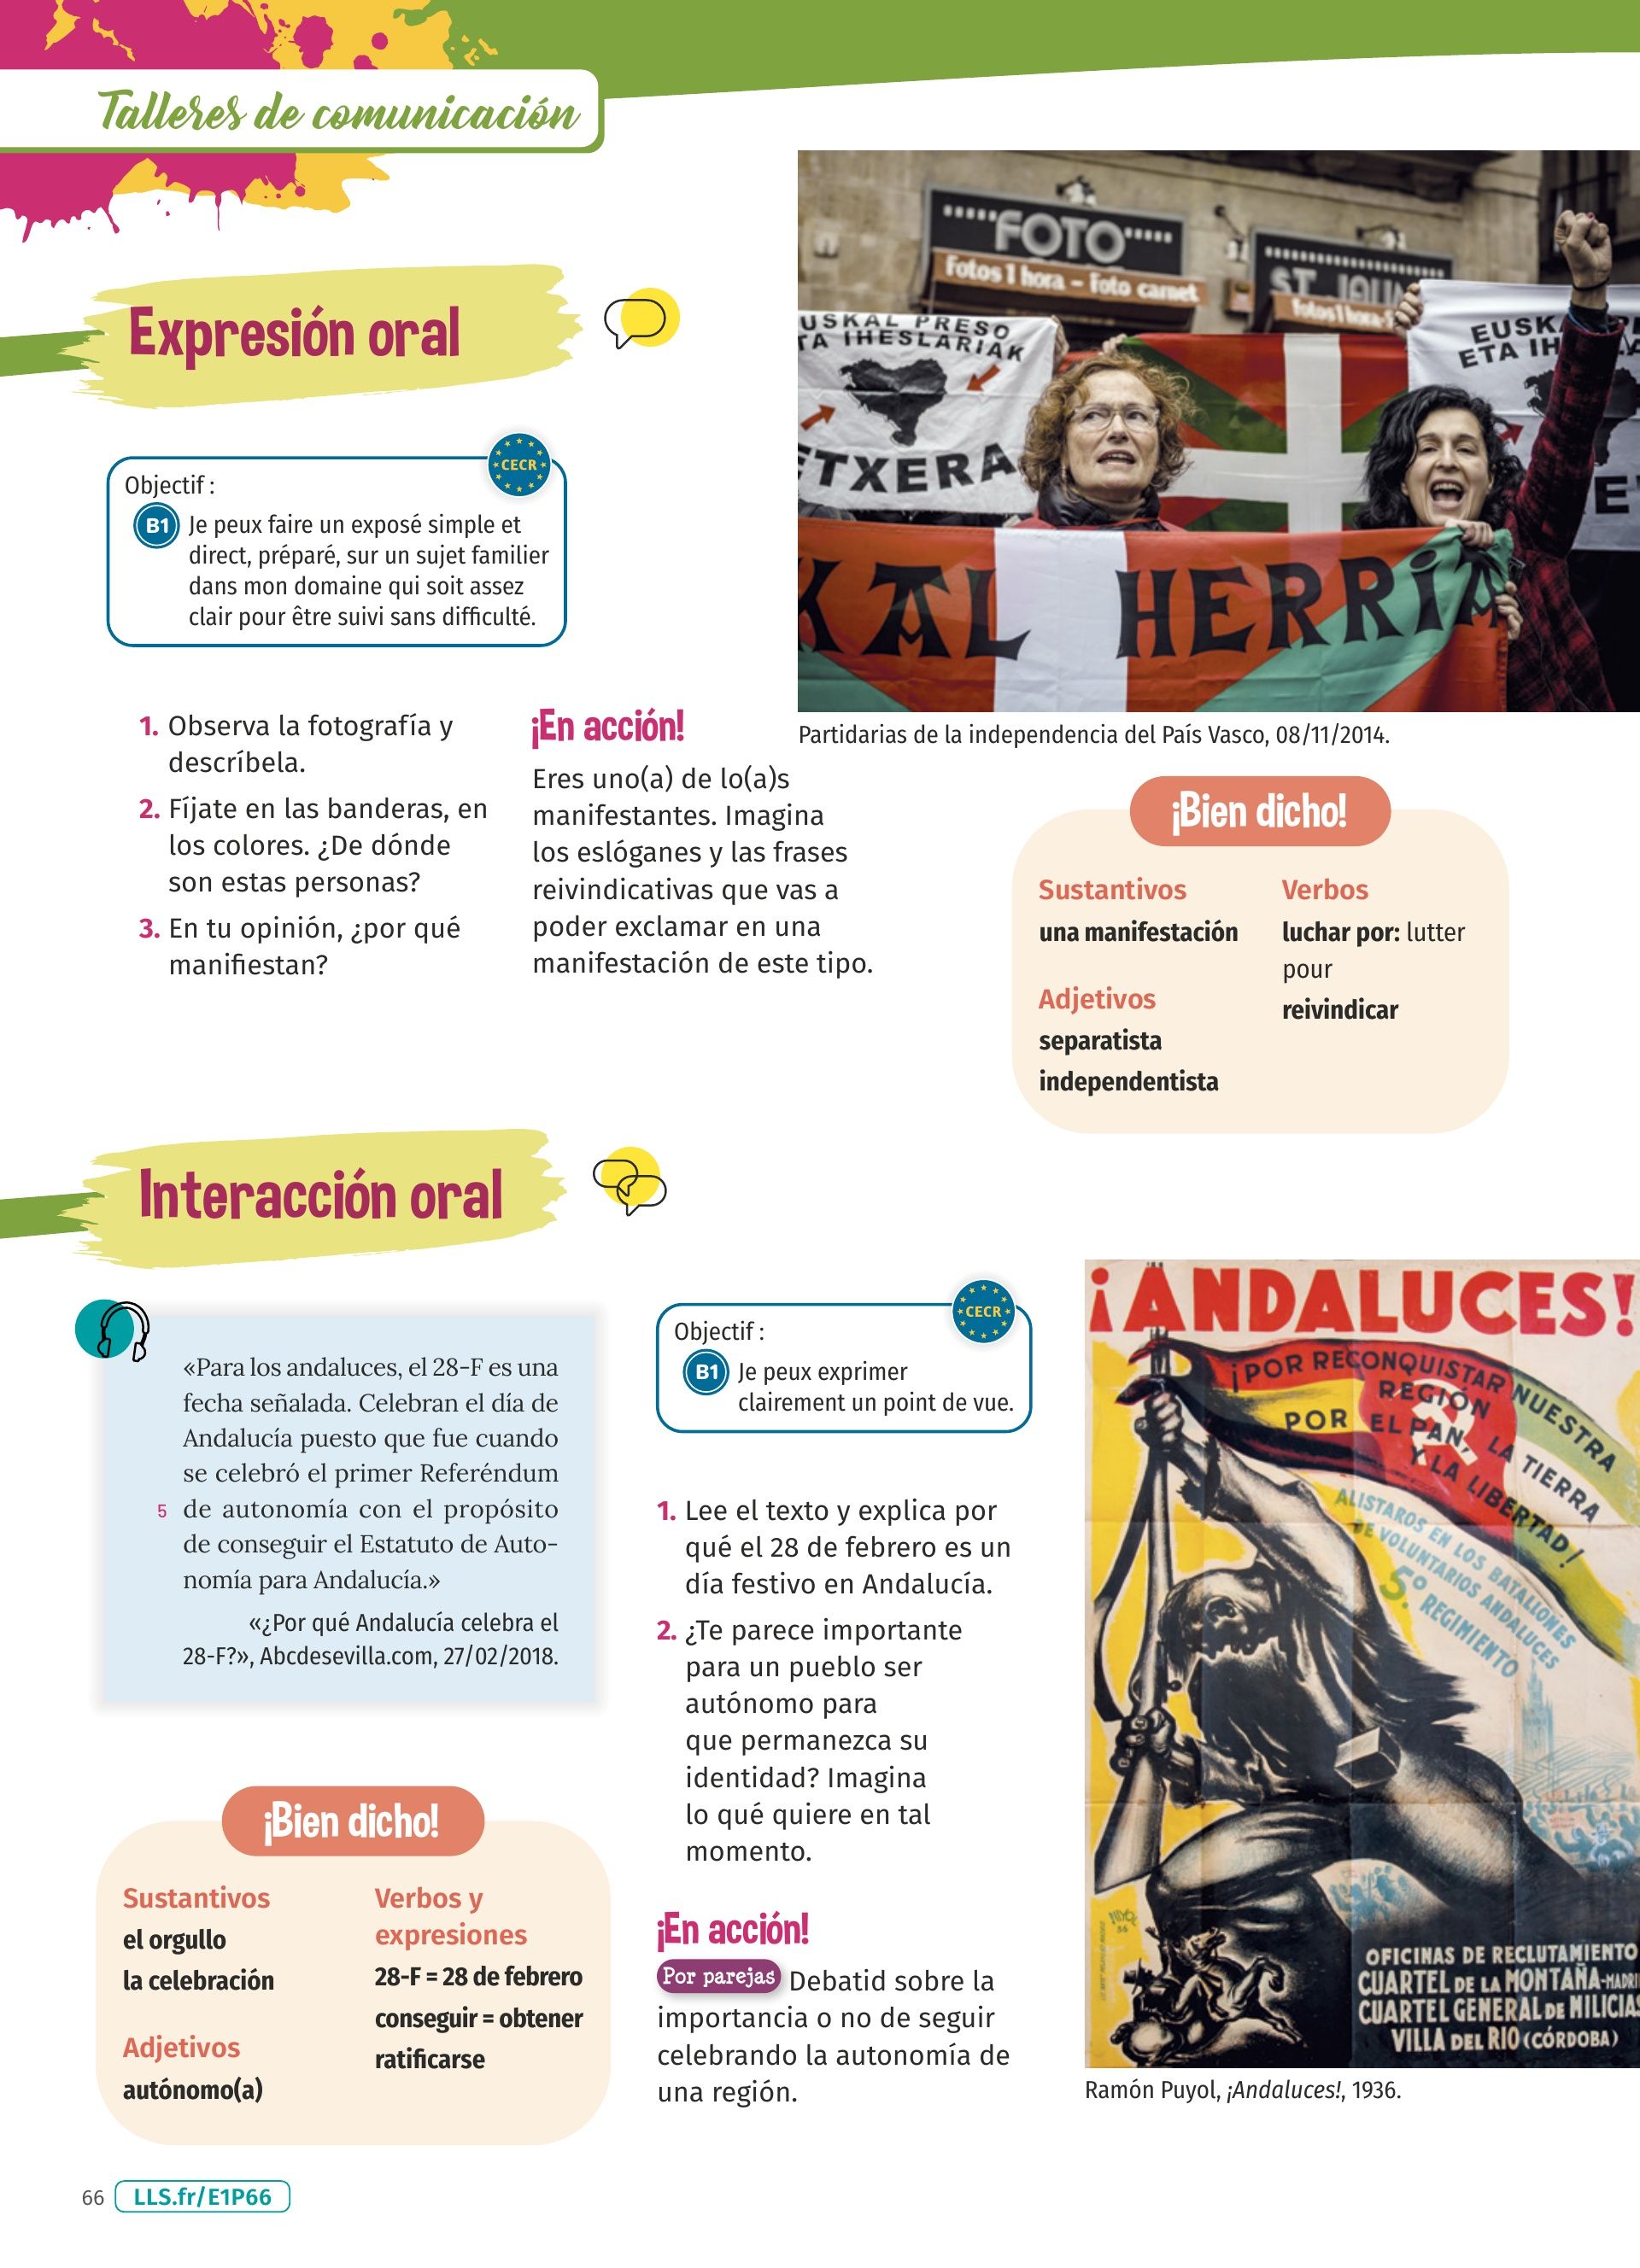 Talleres de comunicación
FOTO
Fotos 1 hora - Foto carnet
Fotos 1 hora-
USKAL PRESO
TA IHESLARIAK
ETXERA
EUSK
ETA IH
KAL HERRIA
Partidarias de la independencia del País Vasco, 08/11/2014.
Expresión oral
CECR
Objectif :
B1 Je peux faire un exposé simple et
direct, préparé, sur un sujet familier
dans mon domaine qui soit assez
clair pour être suivi sans difficulté.
1. Observa la fotografía y
descríbela.
2. Fíjate en las banderas, en
los colores. ¿De dónde
son estas personas?
3. En tu opinión, ¿por qué
manifiestan?
¡En acción!
Eres uno(a) de lo(a)s
manifestantes. Imagina
los eslóganes y las frases
reivindicativas que vas a
poder exclamar en una
manifestación de este tipo.
¡Bien dicho!
Sustantivos
una manifestación
Adjetivos
separatista
independentista
Verbos
luchar por: lutter
pour
reivindicar
Interacción oral
«Para los andaluces, el 28-F es una
fecha señalada. Celebran el día de
Andalucía puesto que fue cuando
se celebró el primer Referéndum
5 de autonomía con el propósito
de conseguir el Estatuto de Auto-
nomía para Andalucía.»
«¿Por qué Andalucía celebra el
28-F?», Abcdesevilla.com, 27/02/2018.
¡Bien dicho!
Sustantivos
el orgullo
la celebración
Adjetivos
autónomo(a)
Verbos y
expresiones
28-F = 28 de febrero
conseguir = obtener
ratificarse
CECR
Objectif :
B1 Je peux exprimer
clairement un point de vue.
1. Lee el texto y explica por
qué el 28 de febrero es un
día festivo en Andalucía.
2. ¿Te parece importante
para un pueblo ser
autónomo para
que permanezca su
identidad? Imagina
lo qué quiere en tal
momento.
¡En acción!
Por parejas Debatid sobre la
importancia o no de seguir
celebrando la autonomía de
una región.
¡ANDALUCES!
¡POR RECONQUISTAR NUESTRA
REGIÓN
POR EL PAN, LA TIERRA
Y LA LIBERTAD!
ALISTAROS EN LOS BATALLONES
DE VOLUNTARIOS ANDALUCES
5º. REGIMIENTO
OFICINAS DE RECLUTAMIENTO
CUARTEL DE LA MONTAÑA-MADRI
CUARTEL GENERAL DE MILICIAS
VILLA DEL RIO (CÓRDOBA)
Ramón Puyol, ¡Andaluces!, 1936.
66 LLS.fr/E1P66